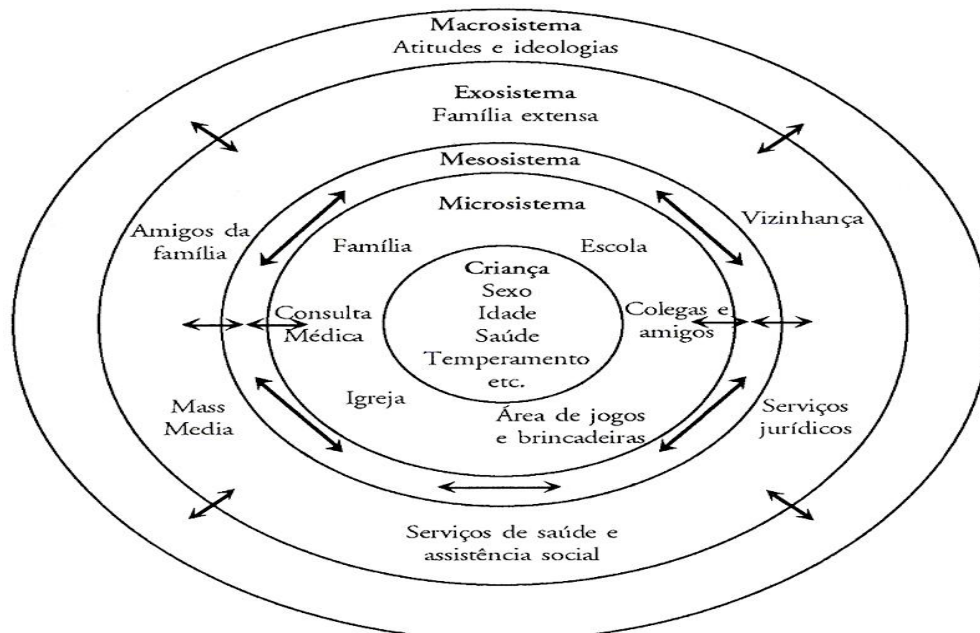 Macrosistema
Atitudes e ideologias
Exosistema
Família extensa
Mesosistema
Microsistema
Amigos da
família
Família
Escola
Vizinhança
Criança
Sexo
Idade
Saúde
Temperamento
etc.
Consulta
Médica
Colegas e
amigos
Igreja
Área de jogos
e brincadeiras
Mass
Media
Serviços
jurídicos
Serviços de saúde e
assistência social